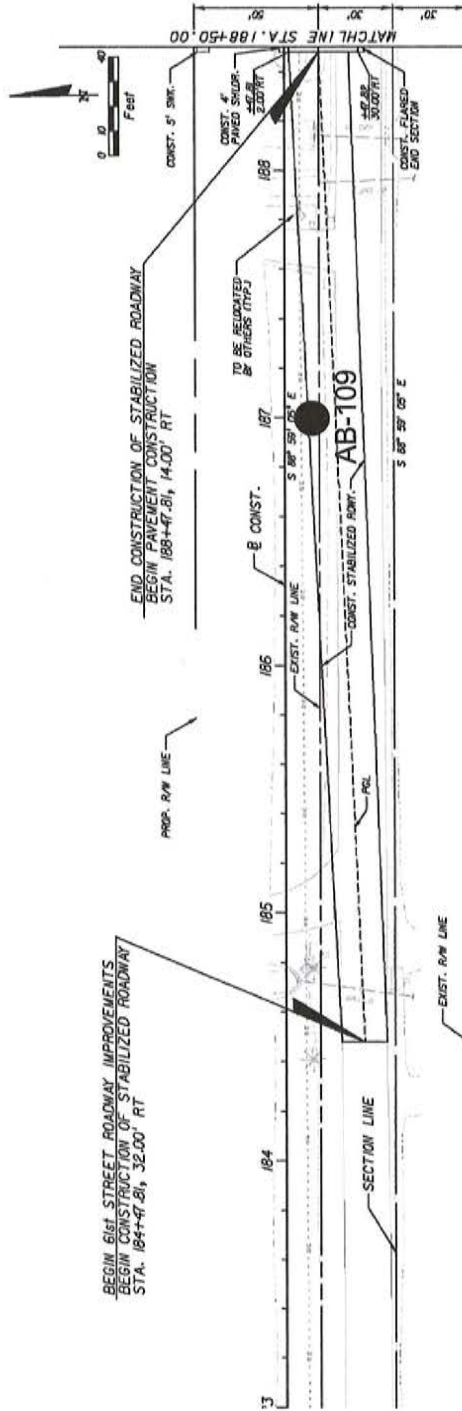 BEGIN 61st STREET ROADWAY IMPROVEMENTS
BEGIN CONSTRUCTION OF STABILIZED ROADWAY
STA. 184+47.81, 32.00' RT
END CONSTRUCTION OF STABILIZED ROADWAY
BEGIN PAVEMENT CONSTRUCTION
STA. 188+47.81, 14.00' RT
N
0 10 40
Feet
PROP. R/W LINE
CONST. 5' SWK.
CONST. 4'
PAVED SHLDR.
+47.81
2.00' RT
50'
30'
30'
MATCHLINE STA. 188+50.00
℄ CONST.
TO BE RELOCATED
BY OTHERS (TYP.)
184
185
186
187
188
EXIST. R/W LINE
S 88° 59' 05" E
AB-109
CONST. STABILIZED RDWY.
PGL
+47.82
30.00' RT
CONST. FLARED
END SECTION
SECTION LINE
S 88° 59' 05" E
EXIST. R/W LINE